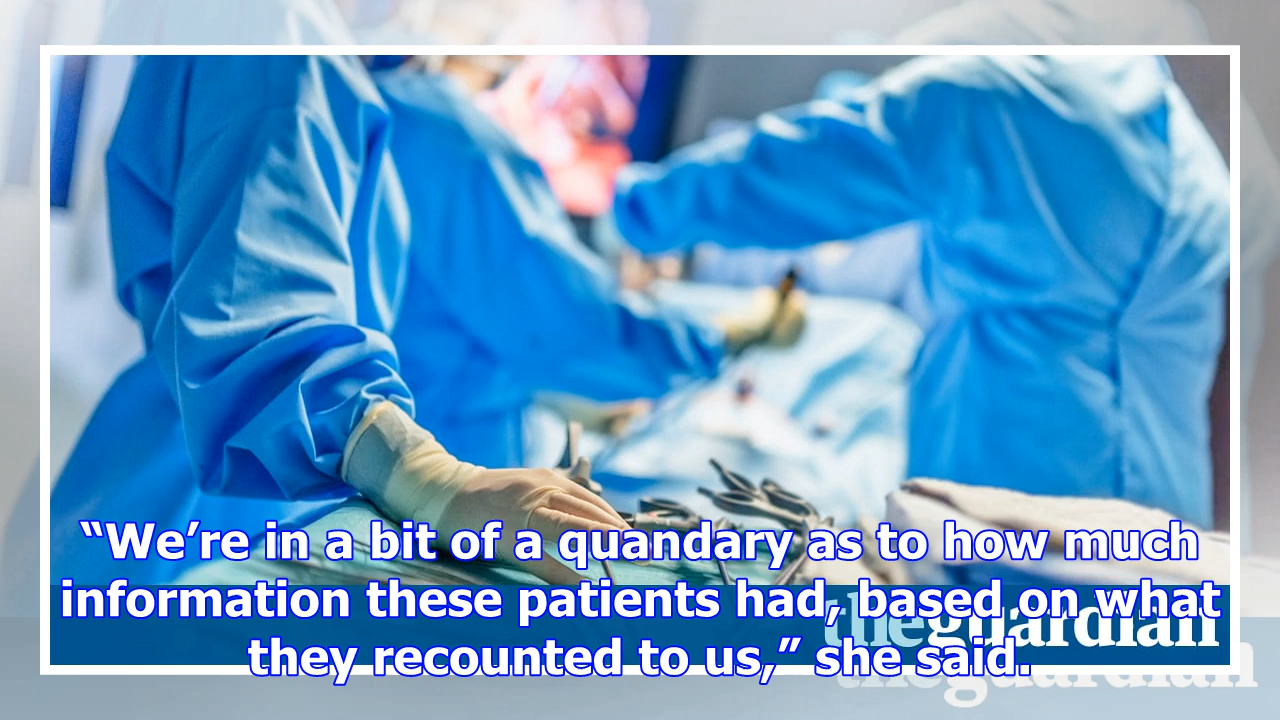 “We’re in a bit of a quandary as to how much
information these patients had, based on what
they recounted to us,” she said.
theguardian
theguardian